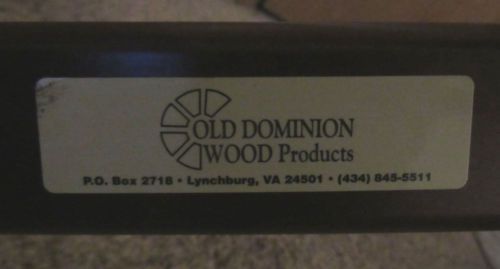 OLD DOMINION
WOOD Products
P.O. Box 2718 • Lynchburg, VA 24501 • (434) 845-5511